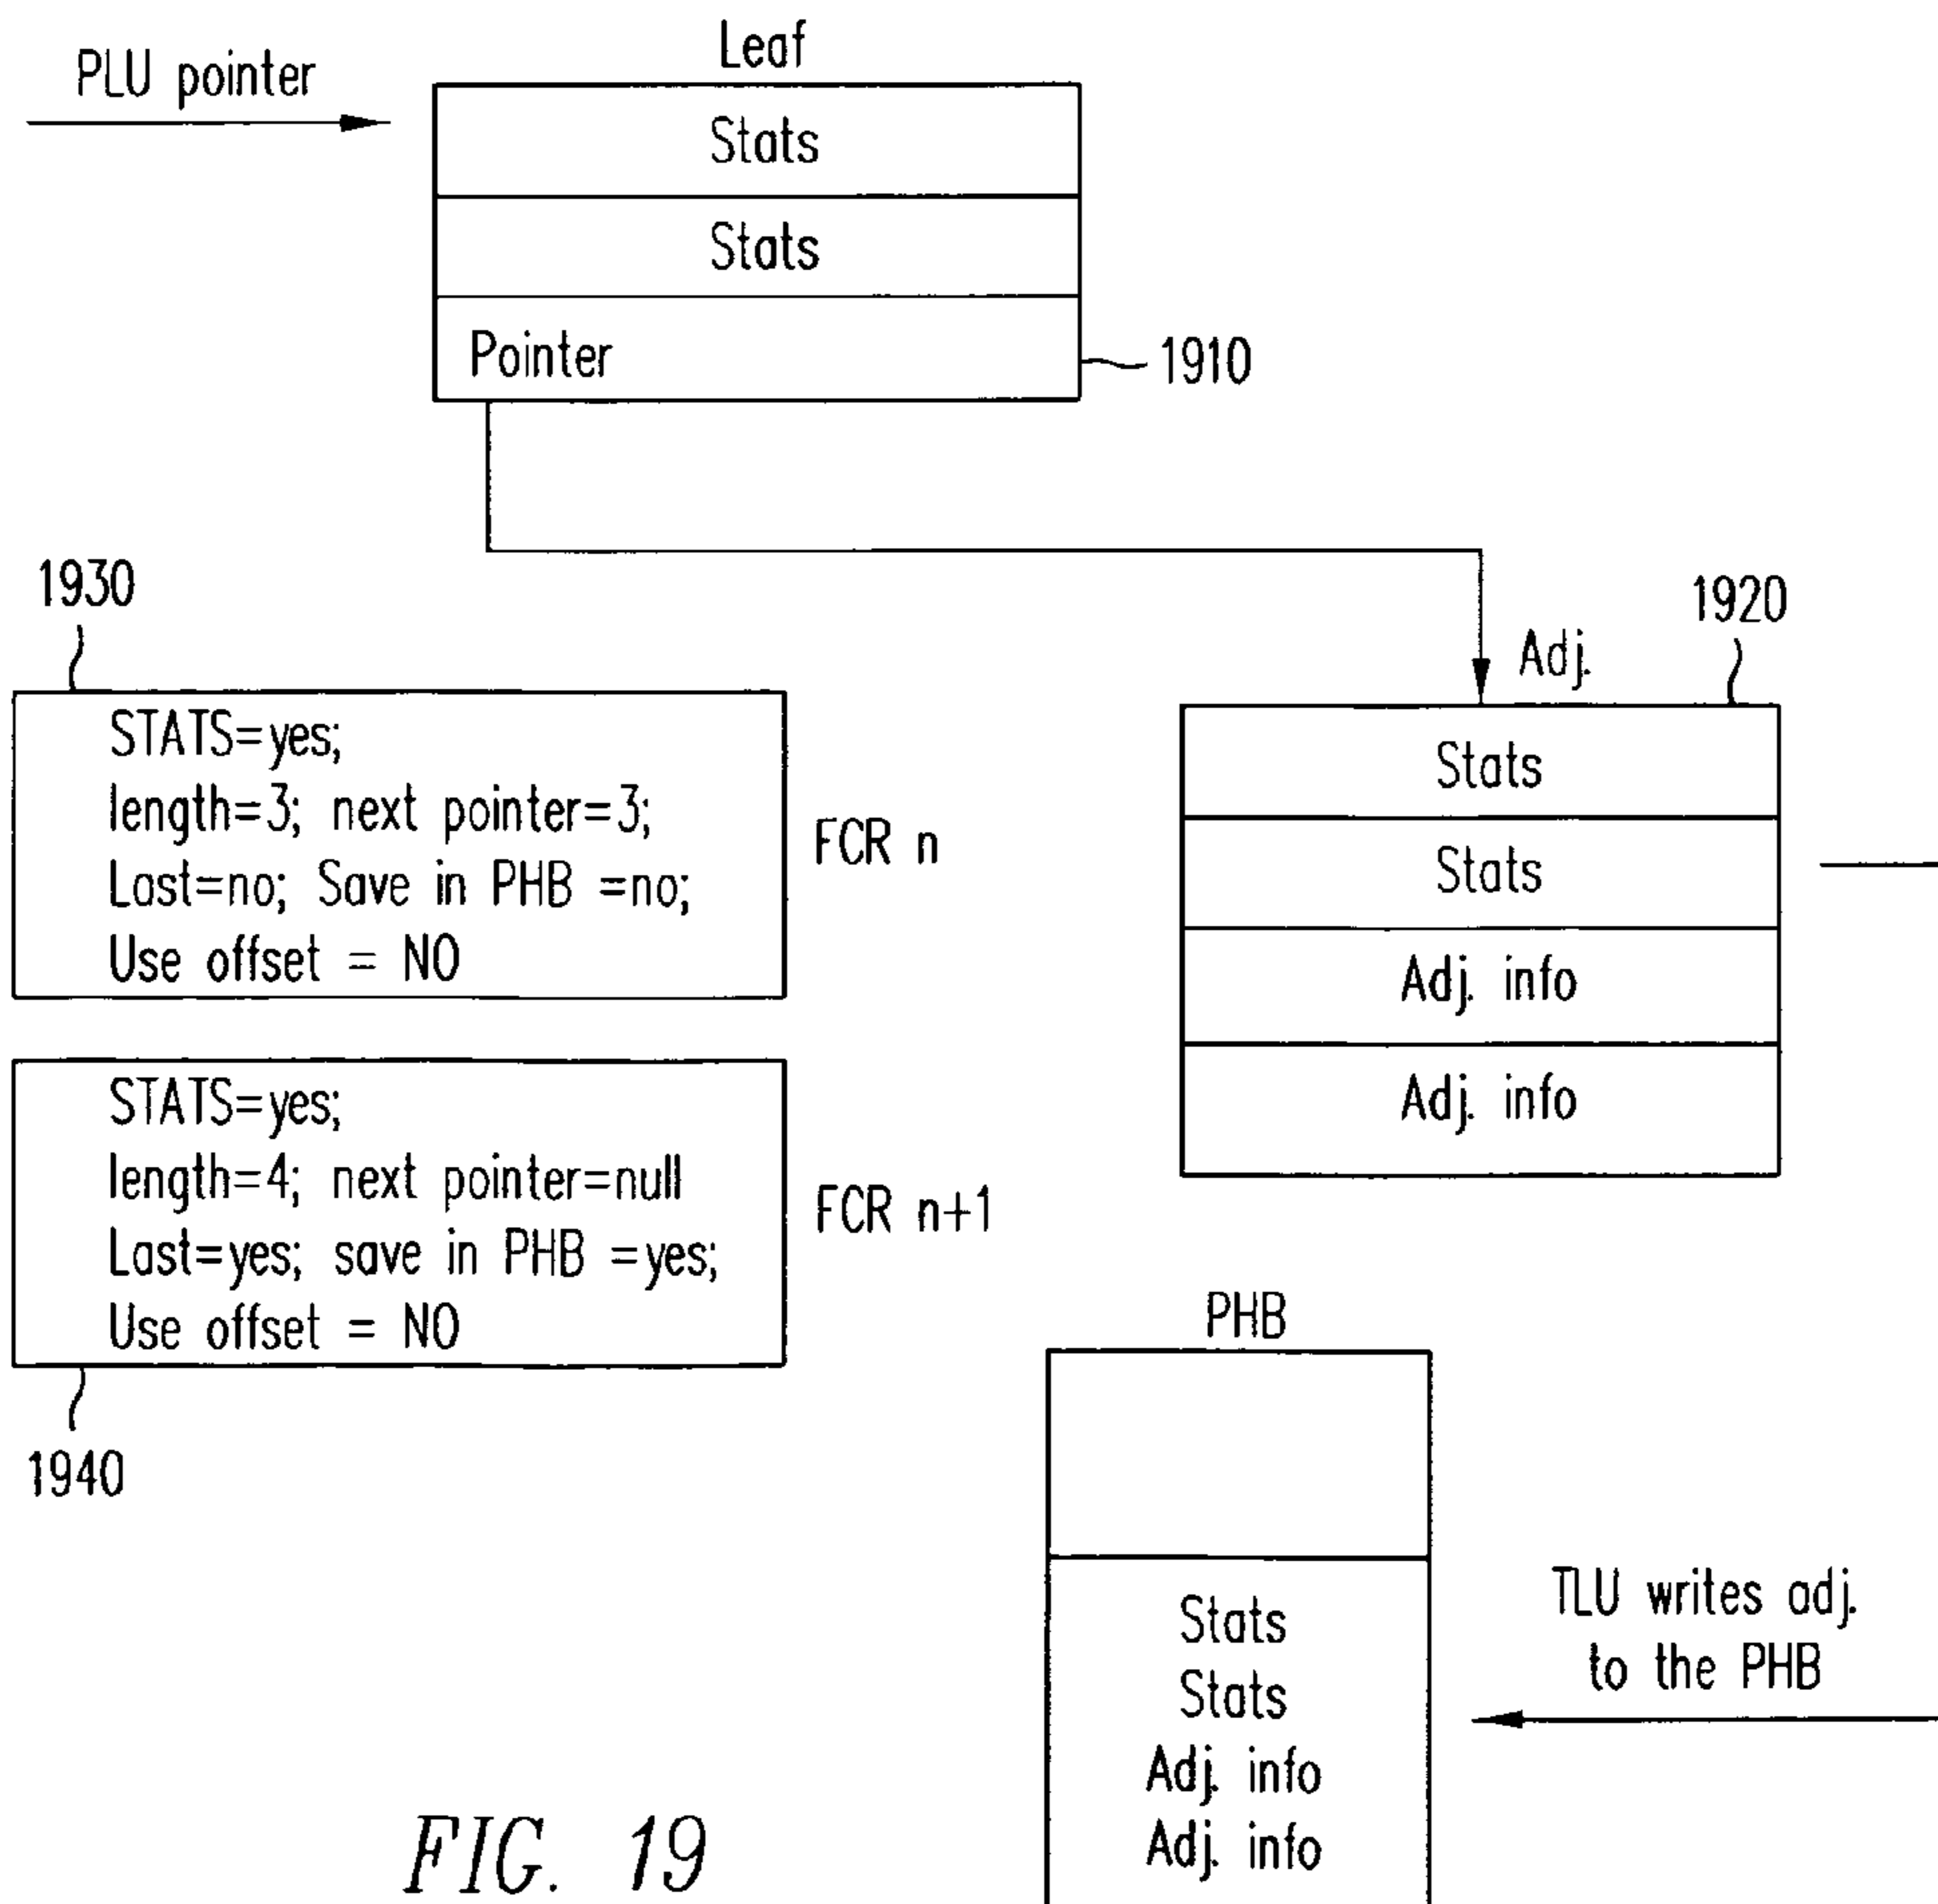 PLU pointer
Leaf
Stats
Stats
Pointer
1910
1930
STATS=yes;
length=3; next pointer=3;
Last=no; Save in PHB =no;
Use offset = NO
FCR n
1920
Adj.
Stats
Stats
Adj. info
Adj. info
STATS=yes;
length=4; next pointer=null
Last=yes; save in PHB =yes;
Use offset = NO
FCR n+1
1940
PHB
Stats
Stats
Adj. info
Adj. info
TLU writes adj.
to the PHB
FIG. 19